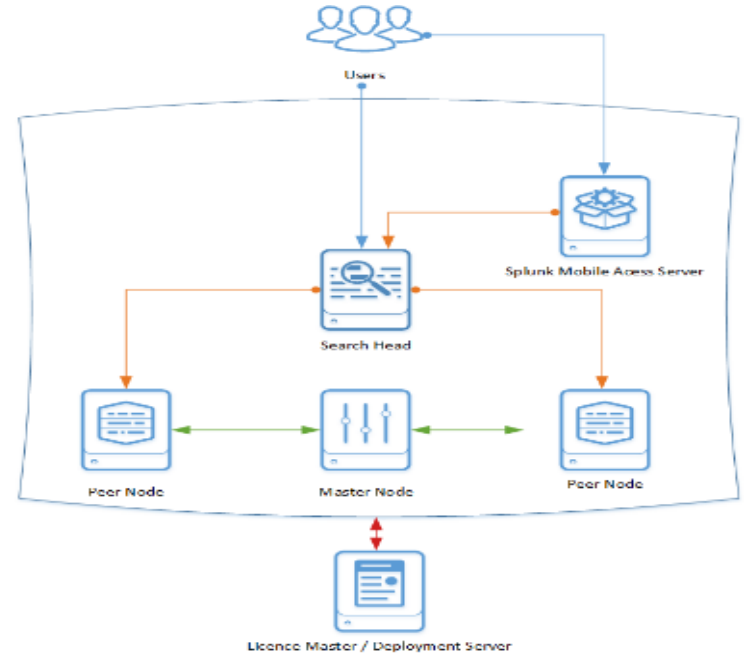 Users
Splunk Mobile Acess Server
Search Head
Peer Node
Master Node
Peer Node
Licence Master / Deployment Server